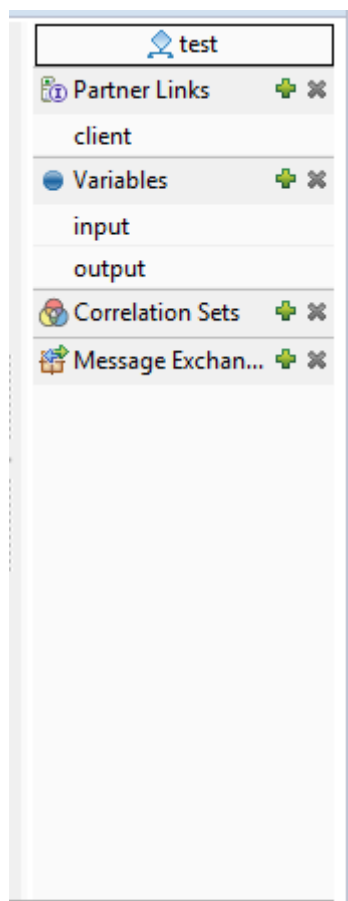 test
Partner Links
client
Variables
input
output
Correlation Sets
Message Exchan...